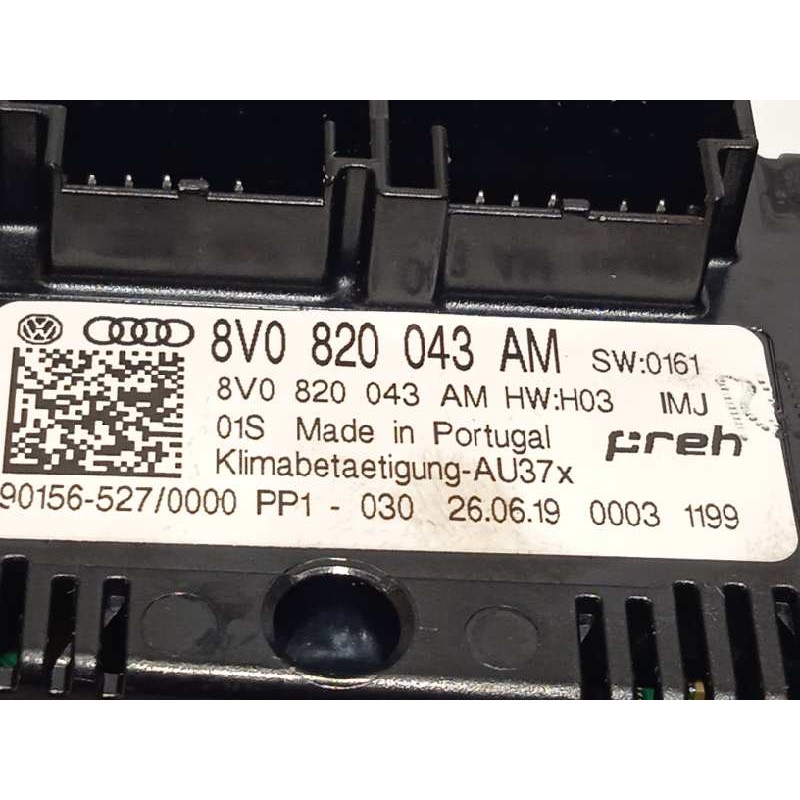 8V0 820 043 AM SW:0161
8V0 820 043 AM HW:H03 IMJ
01S Made in Portugal preh
Klimabetaetigung-AU37x
90156-527/0000 PP1 - 030 26.06.19 0003 1199